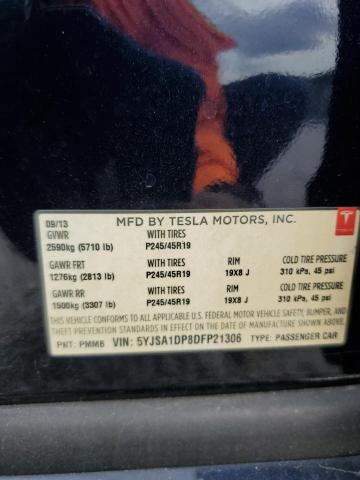 09/13 MFD BY TESLA MOTORS, INC.
GVWR WITH TIRES
2590kg (5710 lb) P245/45R19
GAWR FRT WITH TIRES RIM COLD TIRE PRESSURE
1276kg (2813 lb) P245/45R19 19X8 J 310 kPa, 45 psi
GAWR RR WITH TIRES RIM COLD TIRE PRESSURE
1500kg (3307 lb) P245/45R19 19X8 J 310 kPa, 45 psi
THIS VEHICLE CONFORMS TO ALL APPLICABLE U.S. FEDERAL MOTOR VEHICLE SAFETY, BUMPER, AND
THEFT PREVENTION STANDARDS IN EFFECT ON THE DATE OF MANUFACTURE SHOWN ABOVE.
PNT: PMMB VIN: 5YJSA1DP8DFP21306 TYPE: PASSENGER CAR